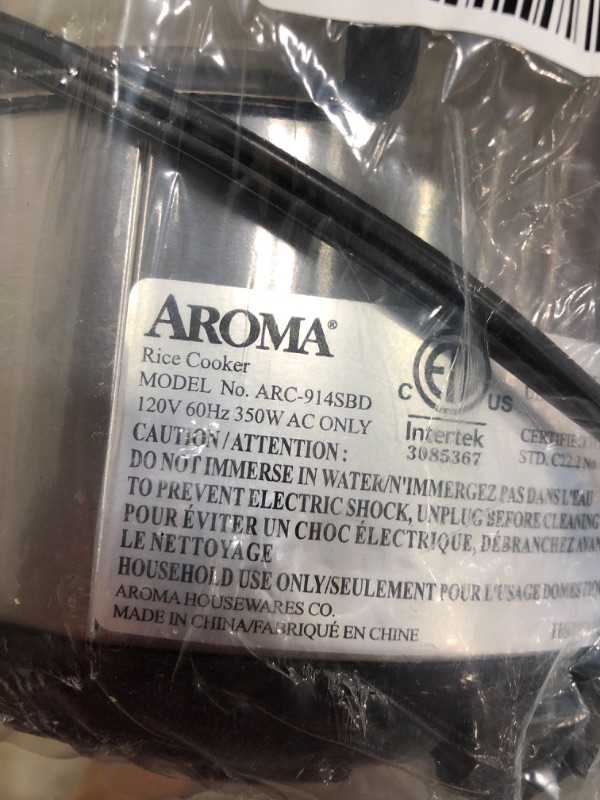 AROMA®
Rice Cooker
MODEL No. ARC-914SBD
120V 60Hz 350W AC ONLY
C US
Intertek
3085367
CERTIFIED
STD. C22.2 No.
CAUTION/ATTENTION:
DO NOT IMMERSE IN WATER/N'IMMERGEZ PAS DANS L'EAU
TO PREVENT ELECTRIC SHOCK, UNPLUG BEFORE CLEANING
POUR ÉVITER UN CHOC ÉLECTRIQUE, DÉBRANCHEZ AVAN
LE NETTOYAGE
HOUSEHOLD USE ONLY/SEULEMENT POUR L'USAGE DOMESTIQ
AROMA HOUSEWARES CO.
MADE IN CHINA/FABRIQUÉ EN CHINE